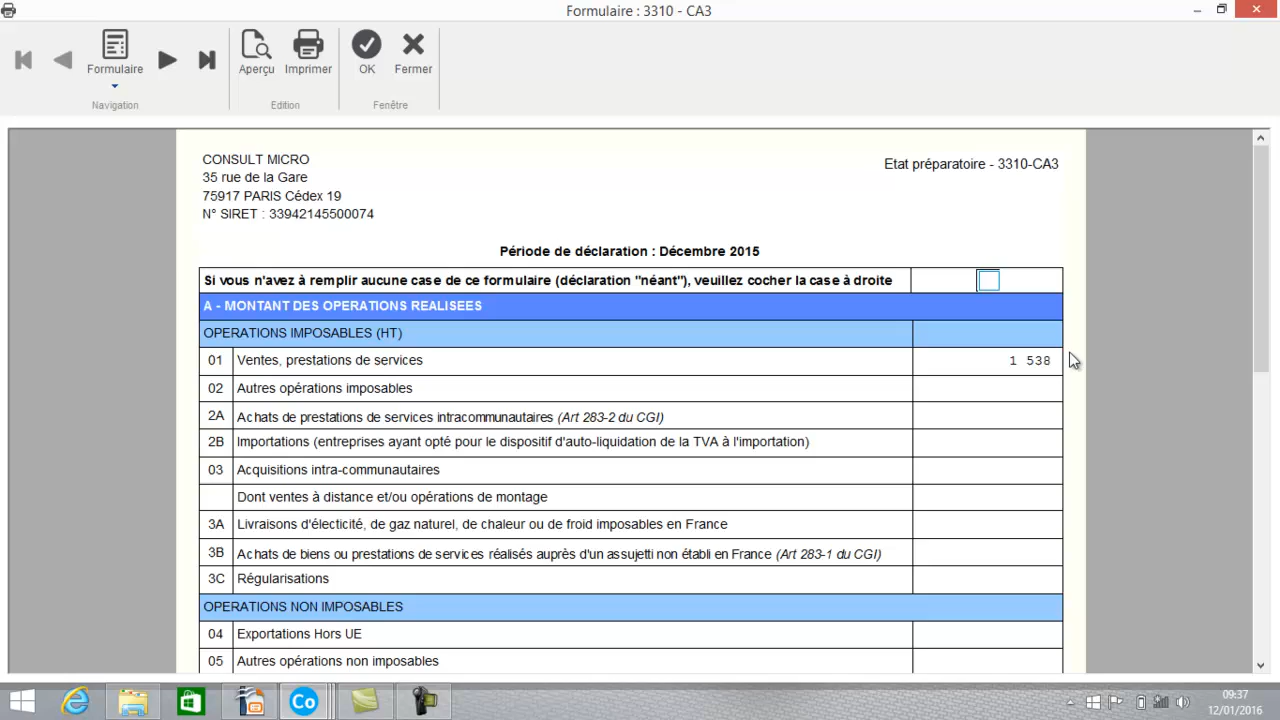 Formulaire : 3310 - CA3
Formulaire
Aperçu
Imprimer
OK
Fermer
Navigation
Edition
Fenêtre
CONSULT MICRO
35 rue de la Gare
75917 PARIS Cédex 19
N° SIRET : 33942145500074
Etat préparatoire - 3310-CA3
Période de déclaration : Décembre 2015
Si vous n'avez à remplir aucune case de ce formulaire (déclaration "néant"), veuillez cocher la case à droite
A - MONTANT DES OPERATIONS REALISEES
OPERATIONS IMPOSABLES (HT)
01 Ventes, prestations de services 1 538
02 Autres opérations imposables
2A Achats de prestations de services intracommunautaires (Art 283-2 du CGI)
2B Importations (entreprises ayant opté pour le dispositif d'auto-liquidation de la TVA à l'importation)
03 Acquisitions intra-communautaires
Dont ventes à distance et/ou opérations de montage
3A Livraisons d'électicité, de gaz naturel, de chaleur ou de froid imposables en France
3B Achats de biens ou prestations de services réalisés auprès d'un assujetti non établi en France (Art 283-1 du CGI)
3C Régularisations
OPERATIONS NON IMPOSABLES
04 Exportations Hors UE
05 Autres opérations non imposables
Co
09:37
12/01/2016